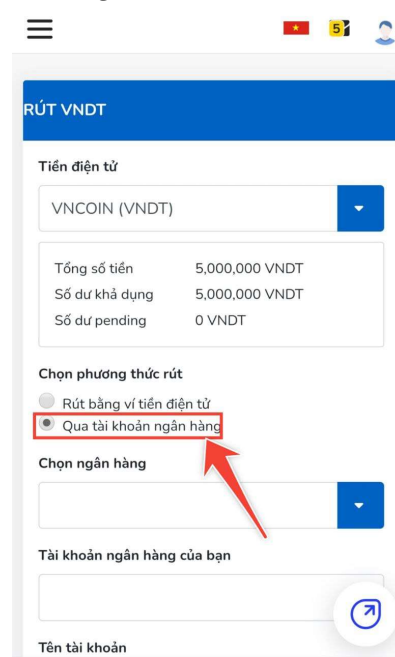 5
RÚT VNDT
Tiền điện tử
VNCOIN (VNDT)
Tổng số tiền 5,000,000 VNDT
Số dư khả dụng 5,000,000 VNDT
Số dư pending 0 VNDT
Chọn phương thức rút
Rút bằng ví tiền điện tử
Qua tài khoản ngân hàng
Chọn ngân hàng
Tài khoản ngân hàng của bạn
Tên tài khoản